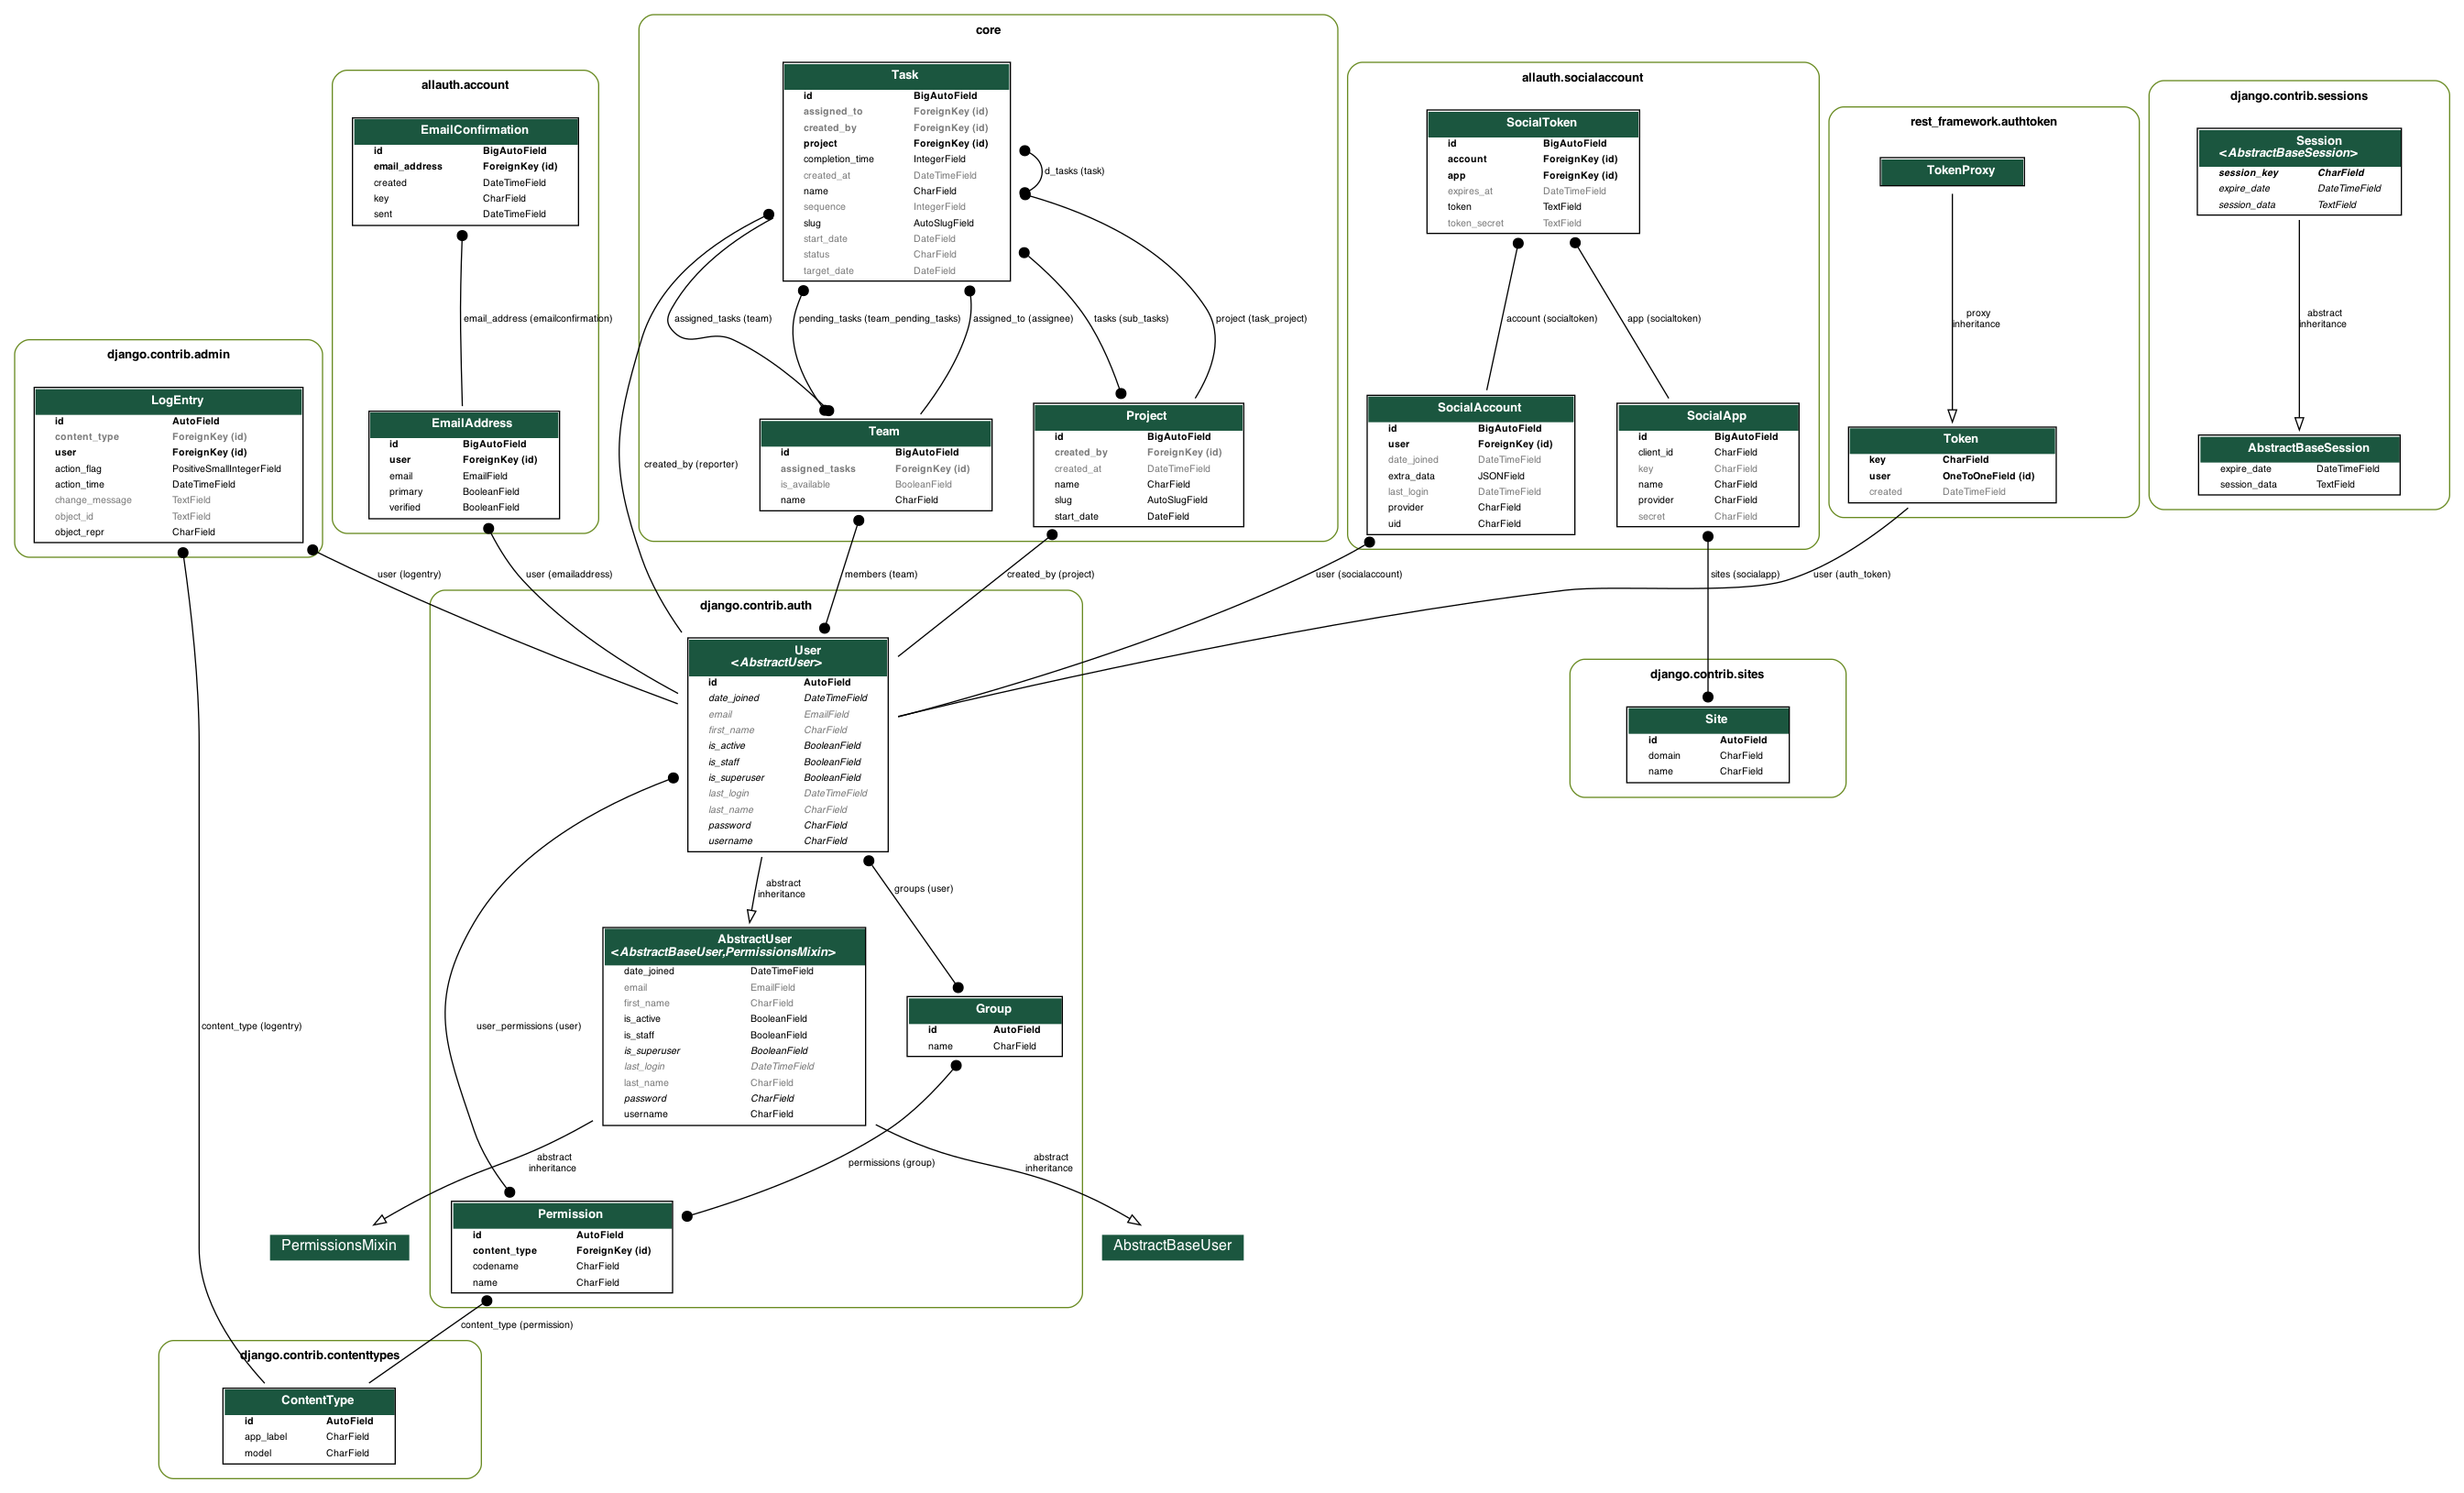 core
Task
id BigAutoField
assigned_to ForeignKey (id)
created_by ForeignKey (id)
project ForeignKey (id)
completion_time IntegerField
created_at DateTimeField
name CharField
sequence IntegerField
slug AutoSlugField
start_date DateField
status CharField
target_date DateField
d_tasks (task)
assigned_tasks (team)
pending_tasks (team_pending_tasks)
assigned_to (assignee)
tasks (sub_tasks)
project (task_project)
created_by (reporter)
Team
id BigAutoField
assigned_tasks ForeignKey (id)
is_available BooleanField
name CharField
Project
id BigAutoField
created_by ForeignKey (id)
created_at DateTimeField
name CharField
slug AutoSlugField
start_date DateField
allauth.account
EmailConfirmation
id BigAutoField
email_address ForeignKey (id)
created DateTimeField
key CharField
sent DateTimeField
email_address (emailconfirmation)
EmailAddress
id BigAutoField
user ForeignKey (id)
email EmailField
primary BooleanField
verified BooleanField
django.contrib.admin
LogEntry
id AutoField
content_type ForeignKey (id)
user ForeignKey (id)
action_flag PositiveSmallIntegerField
action_time DateTimeField
change_message TextField
object_id TextField
object_repr CharField
allauth.socialaccount
SocialToken
id BigAutoField
account ForeignKey (id)
app ForeignKey (id)
expires_at DateTimeField
token TextField
token_secret TextField
account (socialtoken)
app (socialtoken)
SocialAccount
id BigAutoField
user ForeignKey (id)
date_joined DateTimeField
extra_data JSONField
last_login DateTimeField
provider CharField
uid CharField
SocialApp
id BigAutoField
client_id CharField
key CharField
name CharField
provider CharField
secret CharField
rest_framework.authtoken
TokenProxy
proxy
inheritance
Token
key CharField
user OneToOneField (id)
created DateTimeField
django.contrib.sessions
Session
<AbstractBaseSession>
session_key CharField
expire_date DateTimeField
session_data TextField
abstract
inheritance
AbstractBaseSession
expire_date DateTimeField
session_data TextField
user (logentry)
user (emailaddress)
members (team)
created_by (project)
user (socialaccount)
sites (socialapp)
user (auth_token)
django.contrib.auth
User
<AbstractUser>
id AutoField
date_joined DateTimeField
email EmailField
first_name CharField
is_active BooleanField
is_staff BooleanField
is_superuser BooleanField
last_login DateTimeField
last_name CharField
password CharField
username CharField
django.contrib.sites
Site
id AutoField
domain CharField
name CharField
abstract
inheritance
groups (user)
AbstractUser
<AbstractBaseUser,PermissionsMixin>
date_joined DateTimeField
email EmailField
first_name CharField
is_active BooleanField
is_staff BooleanField
is_superuser BooleanField
last_login DateTimeField
last_name CharField
password CharField
username CharField
Group
id AutoField
name CharField
content_type (logentry)
user_permissions (user)
abstract
inheritance
permissions (group)
abstract
inheritance
PermissionsMixin
Permission
id AutoField
content_type ForeignKey (id)
codename CharField
name CharField
AbstractBaseUser
content_type (permission)
django.contrib.contenttypes
ContentType
id AutoField
app_label CharField
model CharField